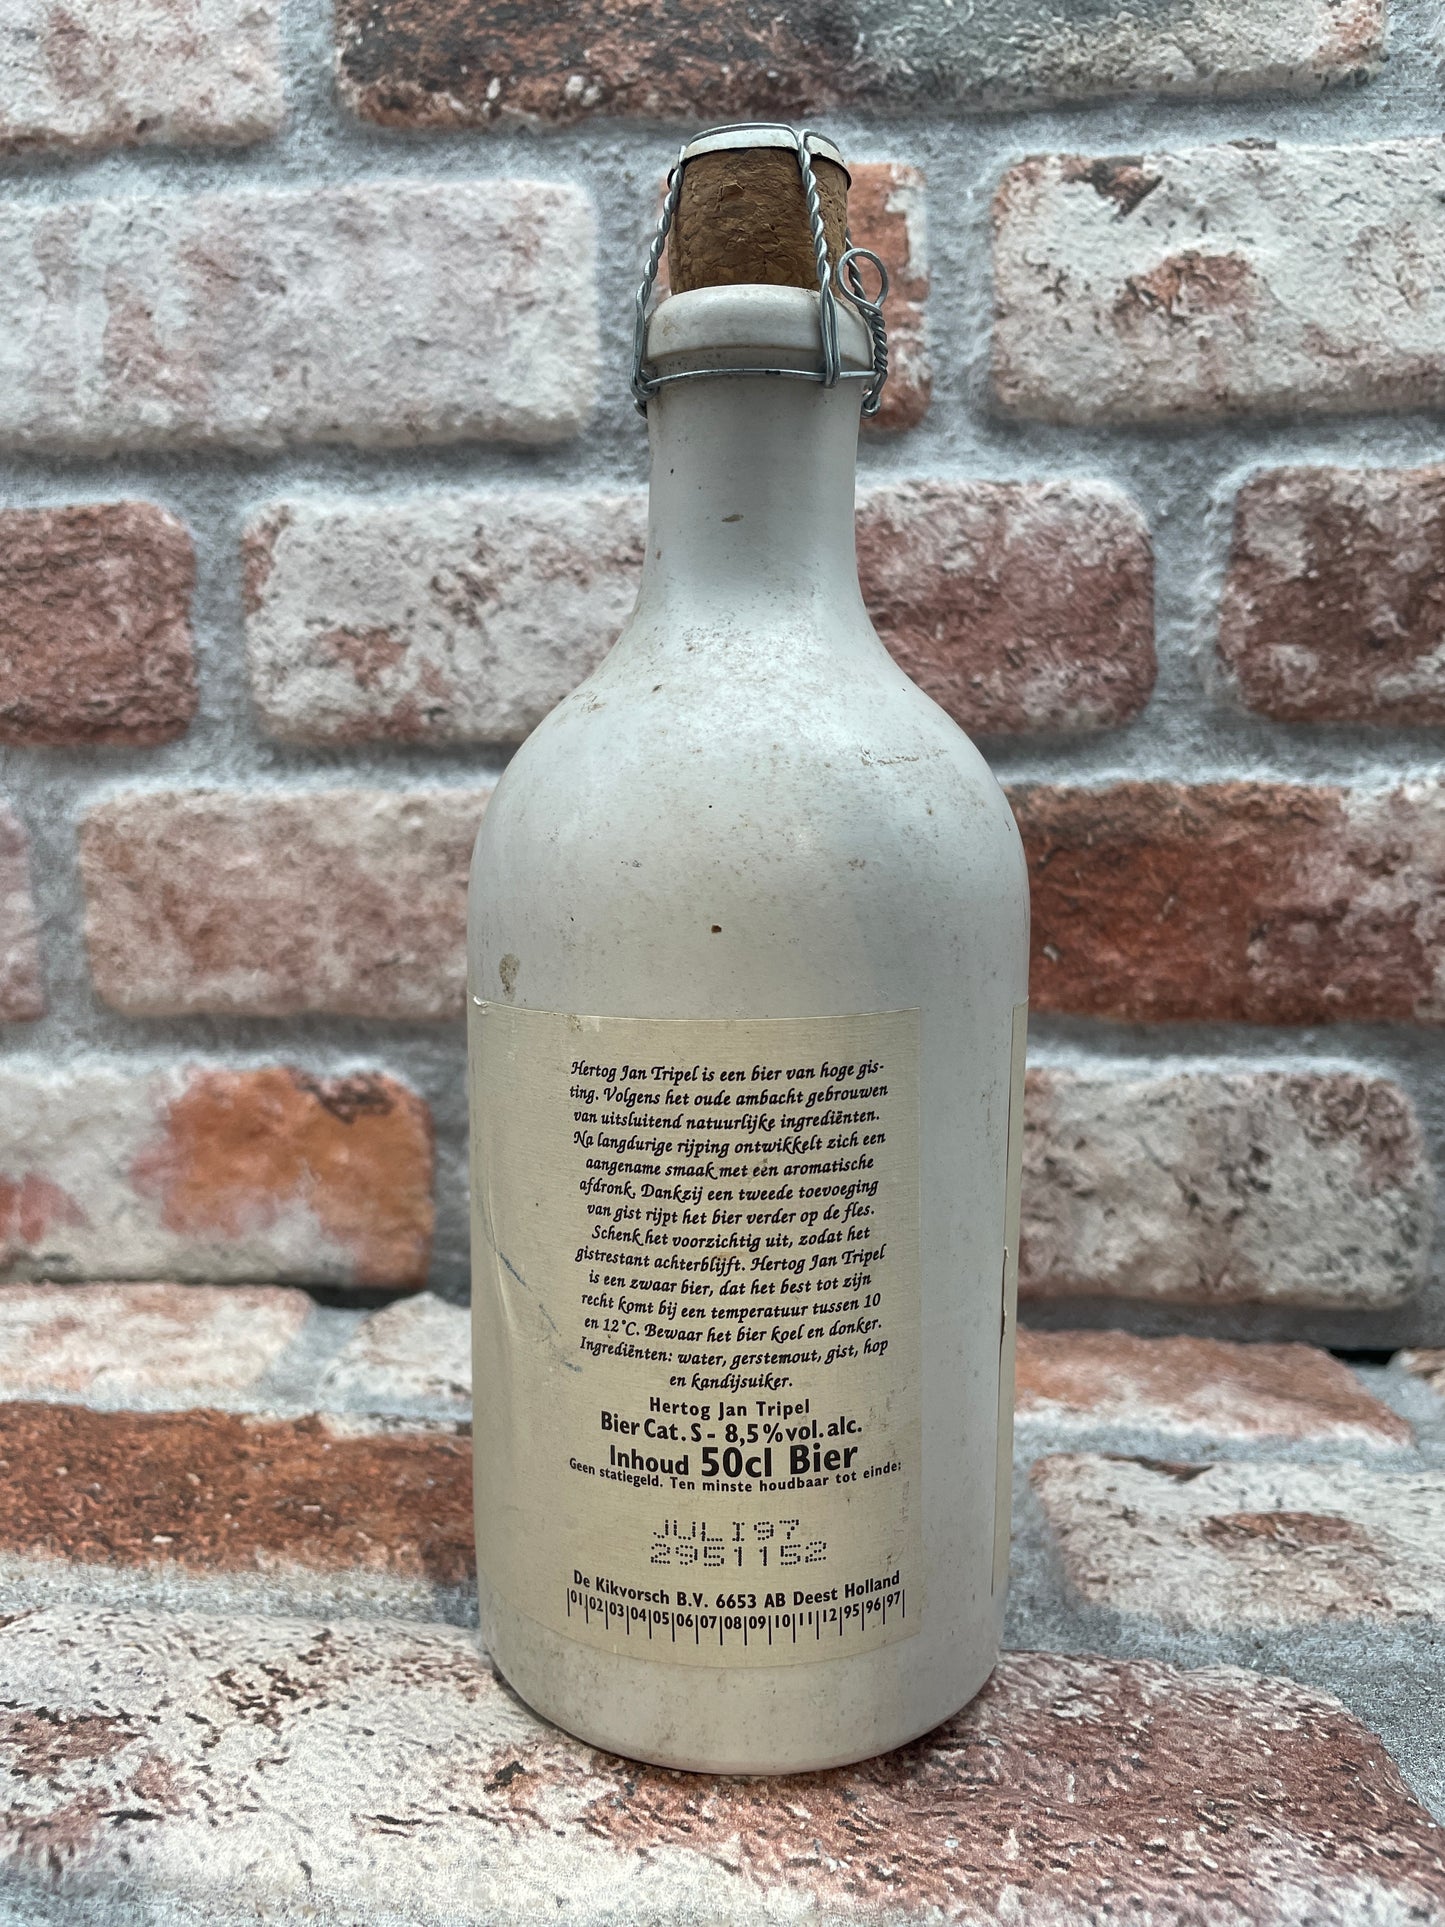 Hertog Jan Tripel is een bier van hoge gis-
ting. Volgens het oude ambacht gebrouwen
van uitsluitend natuurlijke ingrediënten.
Na langdurige rijping ontwikkelt zich een
aangename smaak met een aromatische
afdronk. Dankzij een tweede toevoeging
van gist rijpt het bier verder op de fles.
Schenk het voorzichtig uit, zodat het
gistrestant achterblijft. Hertog Jan Tripel
is een zwaar bier, dat het best tot zijn
recht komt bij een temperatuur tussen 10
en 12°C. Bewaar het bier koel en donker.
Ingrediënten: water, gerstemout, gist, hop
en kandijsuiker.
Hertog Jan Tripel
Bier Cat. S - 8,5% vol. alc.
Inhoud 50cl Bier
Geen statiegeld. Ten minste houdbaar tot einde:
JULI97
2951152
De Kikvorsch B.V. 6653 AB Deest Holland
|01|02|03|04|05|06|07|08|09|10|11|12|95|96|97|